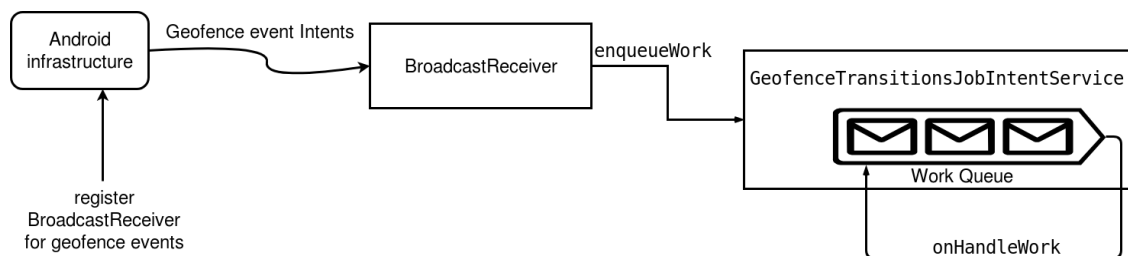 Android
infrastructure
Geofence event Intents
BroadcastReceiver
enqueueWork
GeofenceTransitionsJobIntentService
Work Queue
onHandleWork
register
BroadcastReceiver
for geofence events